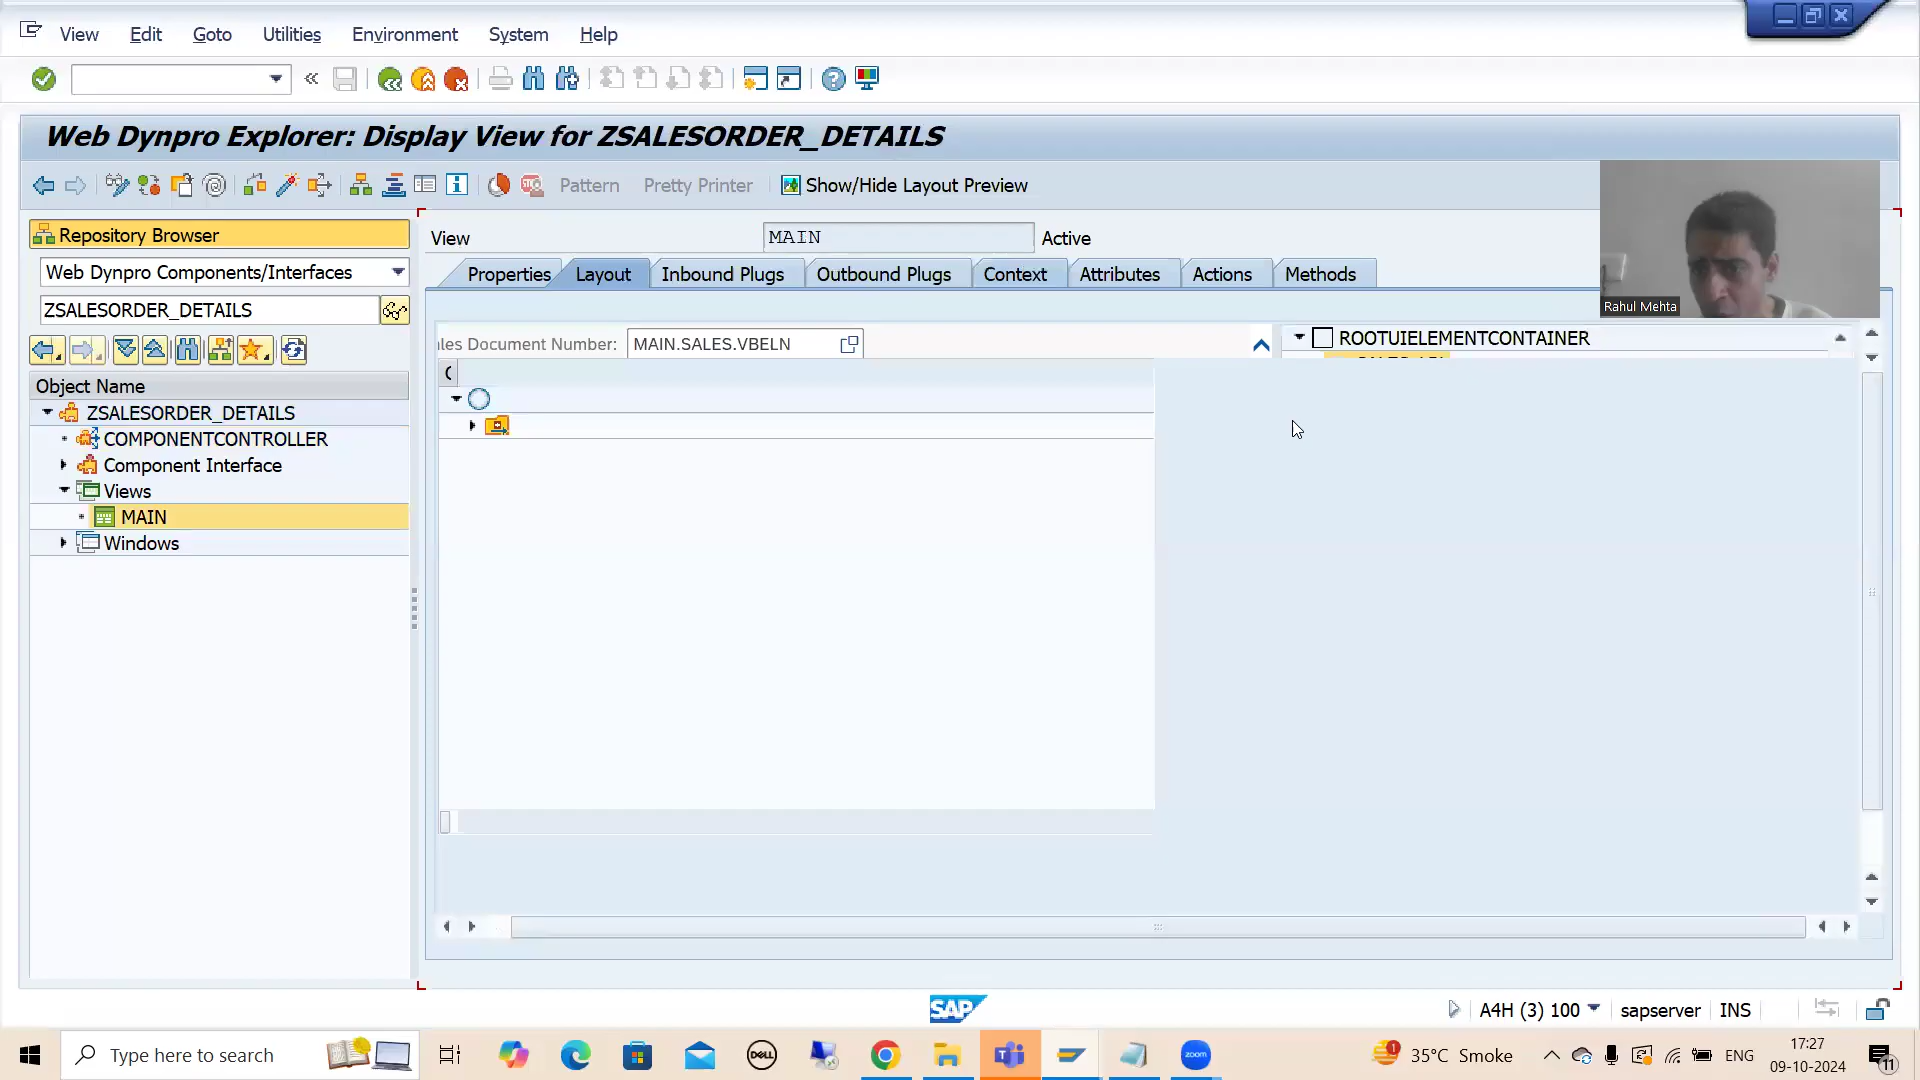 View Edit Goto Utilities Environment System Help
Web Dynpro Explorer: Display View for ZSALESORDER_DETAILS
Pattern Pretty Printer Show/Hide Layout Preview
Repository Browser
Web Dynpro Components/Interfaces
ZSALESORDER_DETAILS
Object Name
ZSALESORDER_DETAILS
COMPONENTCONTROLLER
Component Interface
Views
MAIN
Windows
View MAIN Active
Properties Layout Inbound Plugs Outbound Plugs Context Attributes Actions Methods
les Document Number: MAIN.SALES.VBELN
ROOTUIELEMENTCONTAINER
Rahul Mehta
SAP
A4H (3) 100 sapserver INS
Type here to search
DELL
zoom
1
35°C Smoke
ENG
17:27
09-10-2024
11